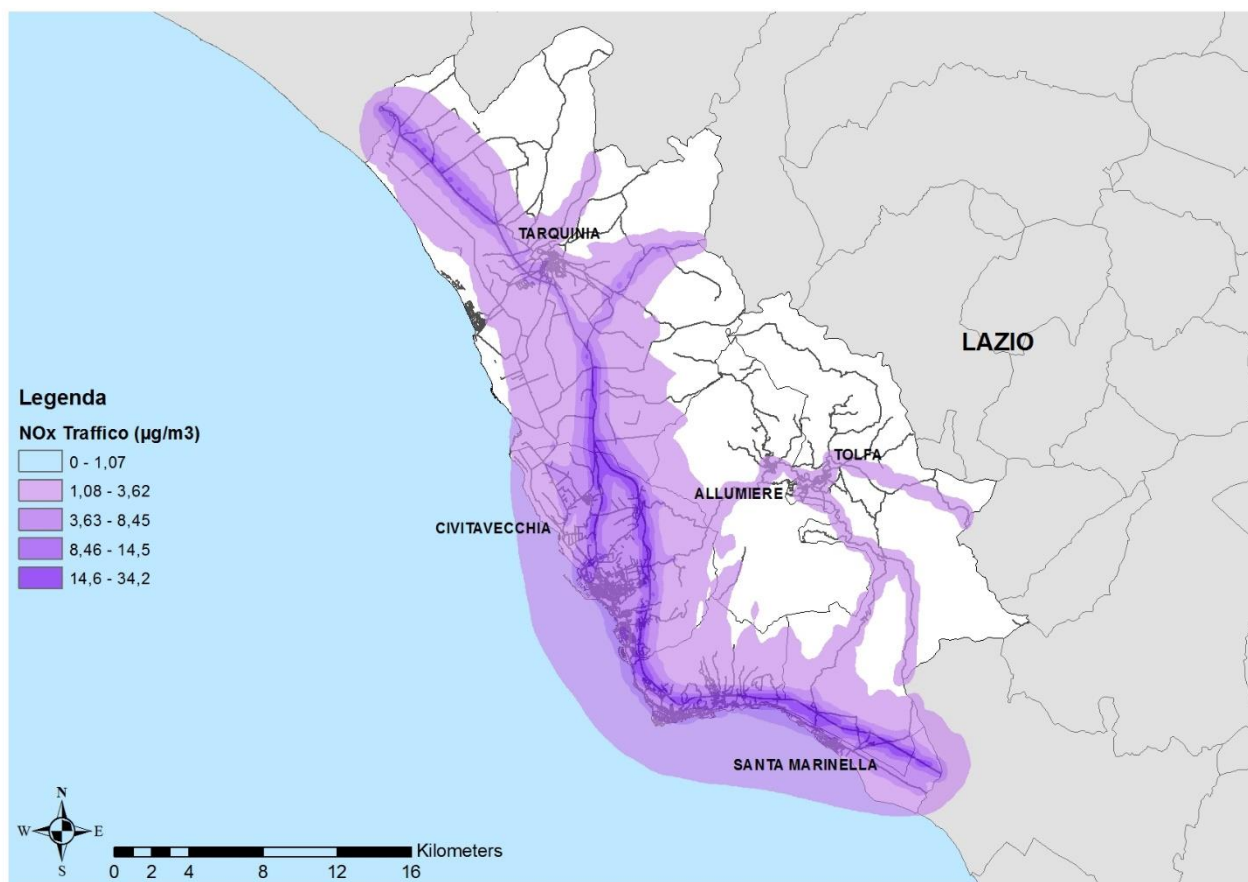 TARQUINIA
LAZIO
TOLFA
ALLUMIERE
CIVITAVECCHIA
SANTA MARINELLA
Legenda
NOx Traffico (µg/m3)
0 - 1,07
1,08 - 3,62
3,63 - 8,45
8,46 - 14,5
14,6 - 34,2
N
W E
S
Kilometers
0 2 4 8 12 16